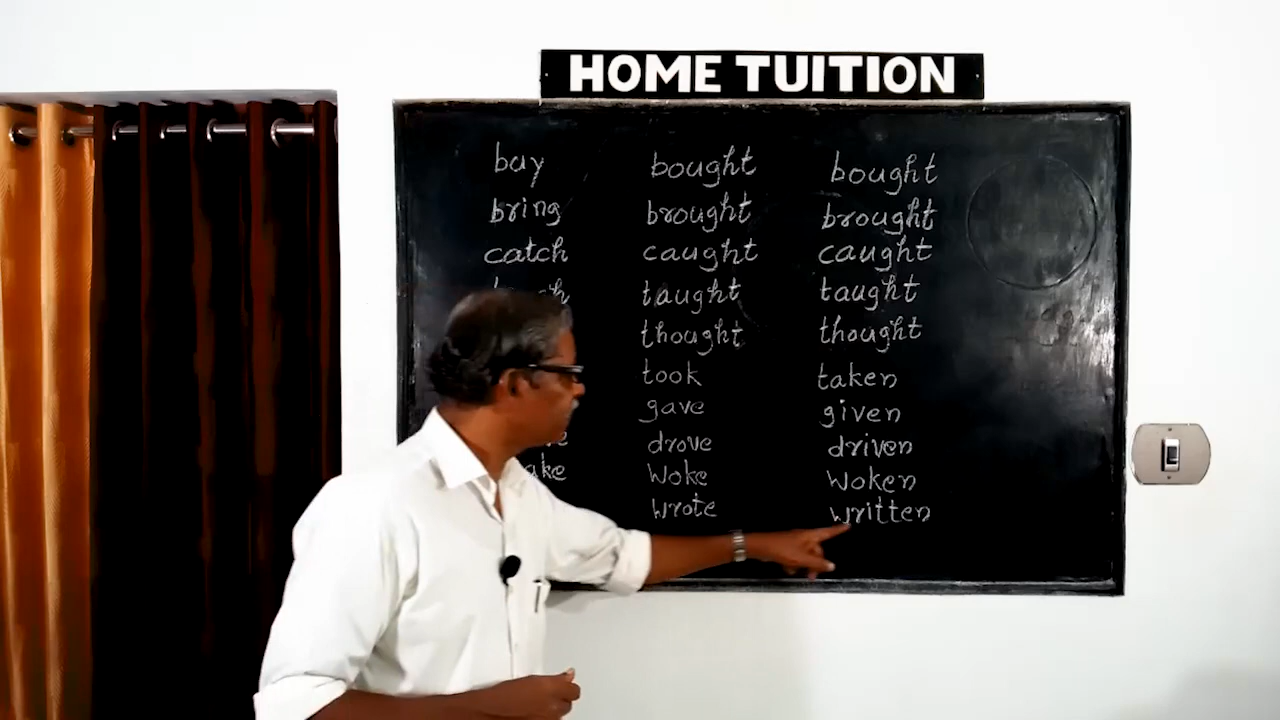 HOME TUITION
buy bought bought
bring brought brought
catch caught caught
taught taught
thought thought
took taken
gave given
drove driven
Woke Woken
Wrote written